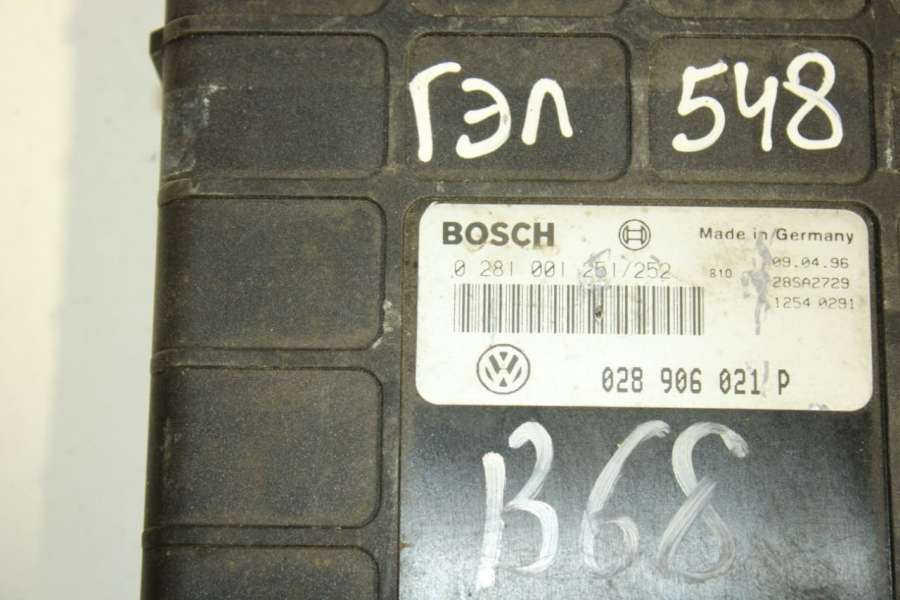 ГЭЛ 548
BOSCH Made in Germany
0 281 001 251/252 B10 09.04.96
28SA2729
1254 0291
028 906 021 P
B68